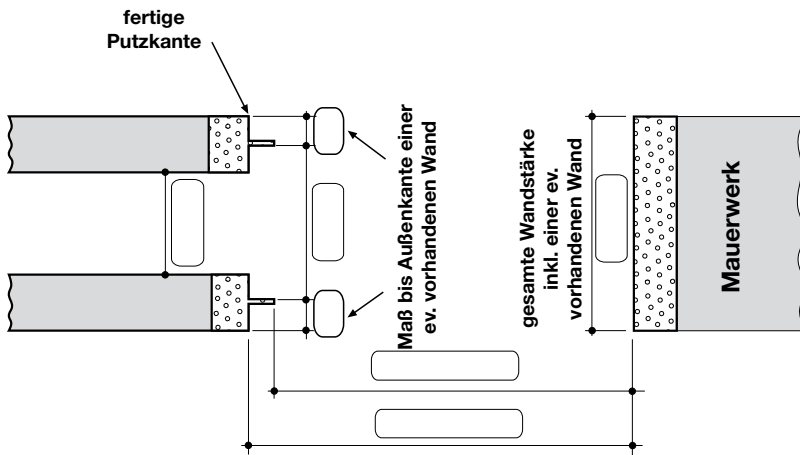 fertige
Putzkante
Maß bis Außenkante einer
ev. vorhandenen Wand
gesamte Wandstärke
inkl. einer ev.
vorhandenen Wand
Mauerwerk